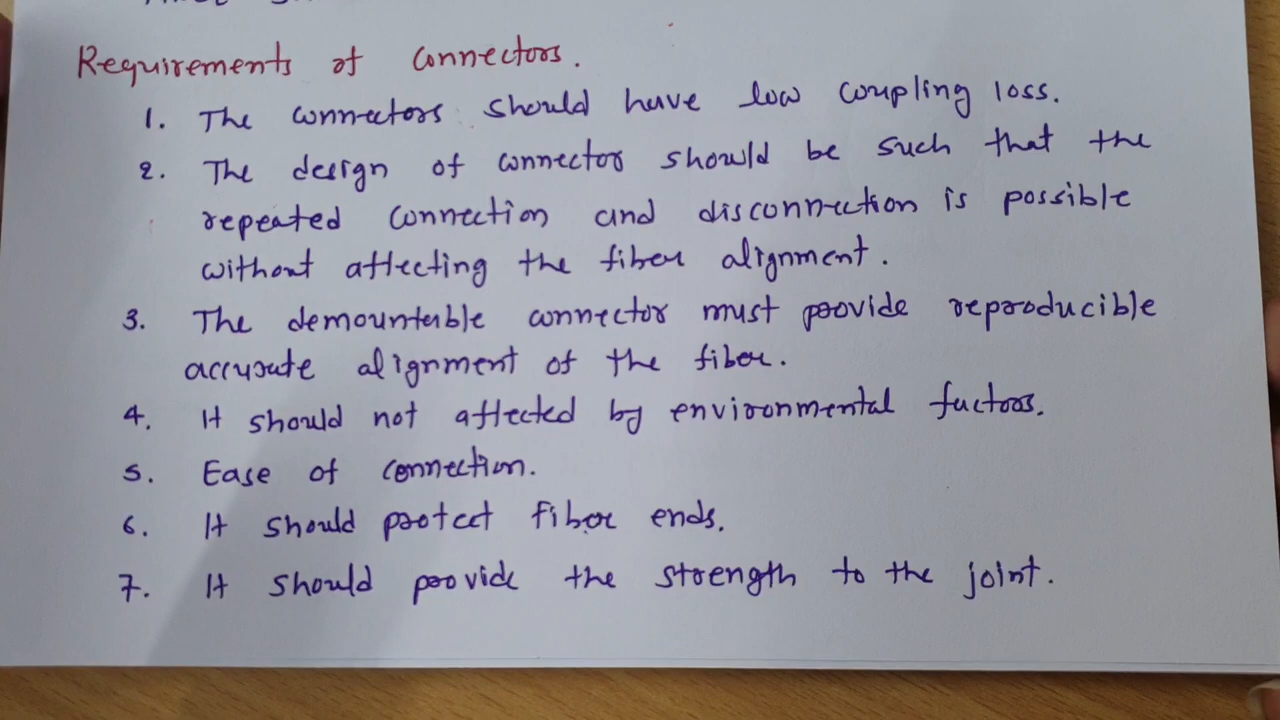 Requirements of connectors.
1. The connectors should have low coupling loss.
2. The design of connector should be such that the
repeated connection and disconnection is possible
without affecting the fiber alignment.
3. The demountable connector must provide reproducible
accurate alignment of the fiber.
4. It should not affected by environmental factors.
5. Ease of connection.
6. It should protect fiber ends.
7. It should provide the strength to the joint.